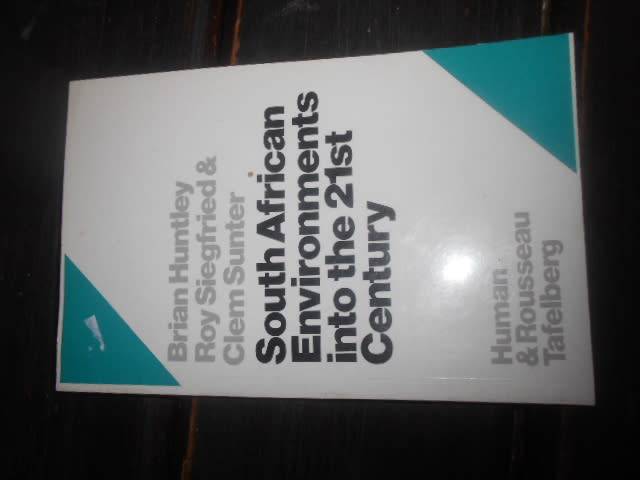 Brian Huntley
Roy Siegfried &
Clem Sunter
South African
Environments
into the 21st
Century
Human
& Rousseau
Tafelberg